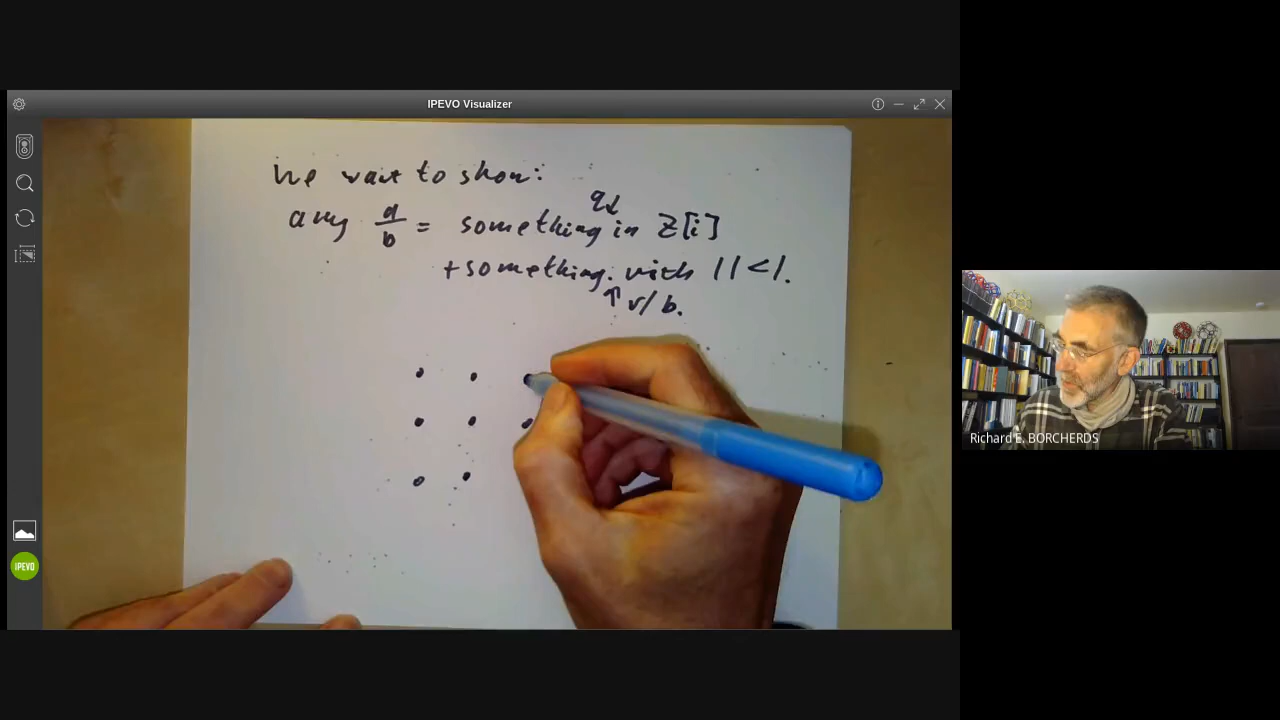 IPEVO Visualizer
We want to show:
any a/b = something in Z[i]
q↓
+something with | |<1.
↑ r/b.
IPEVO
Richard E. BORCHERDS